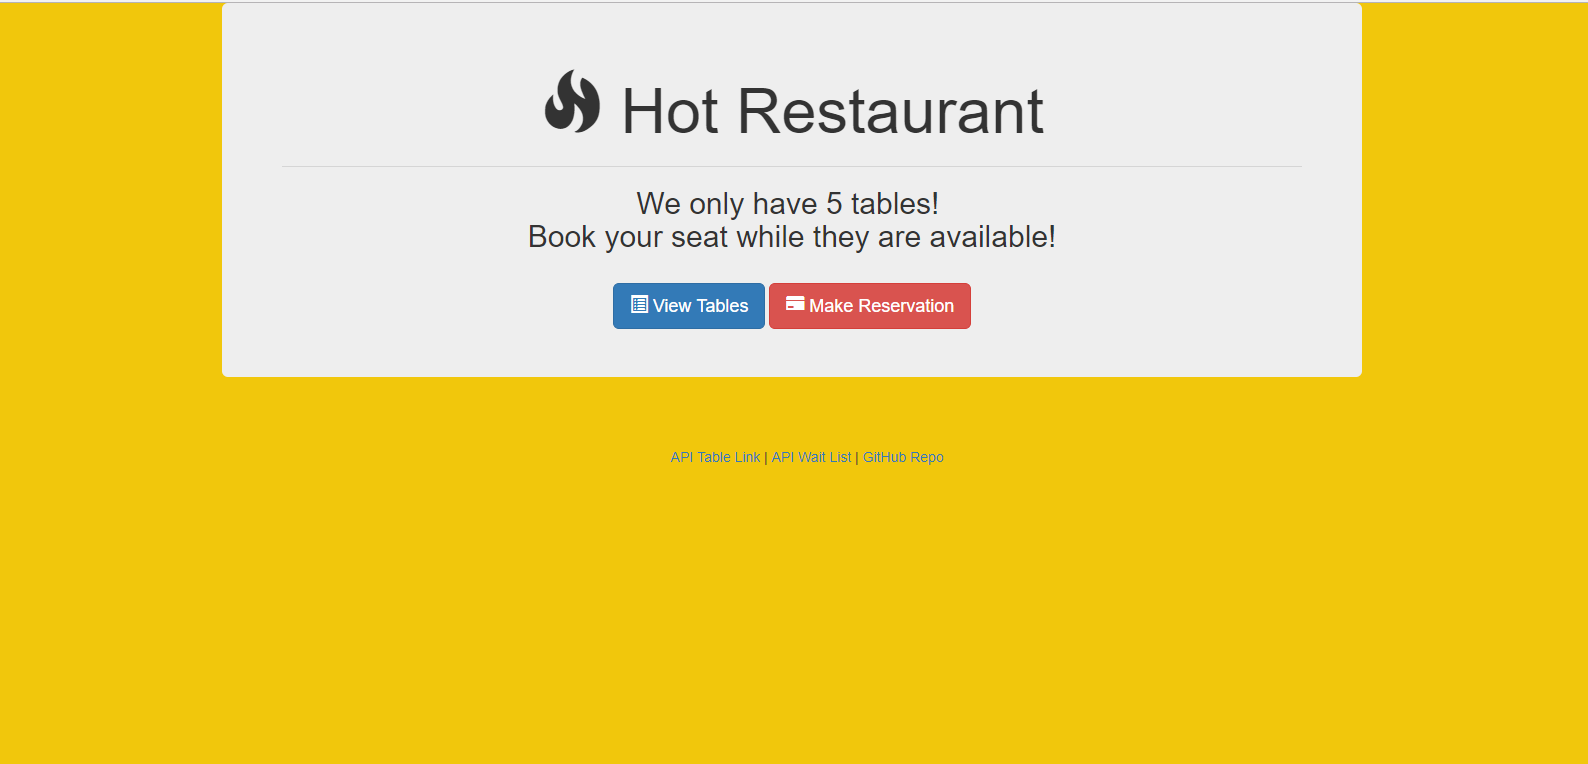 Hot Restaurant
We only have 5 tables!
Book your seat while they are available!
View Tables Make Reservation
API Table Link | API Wait List | GitHub Repo